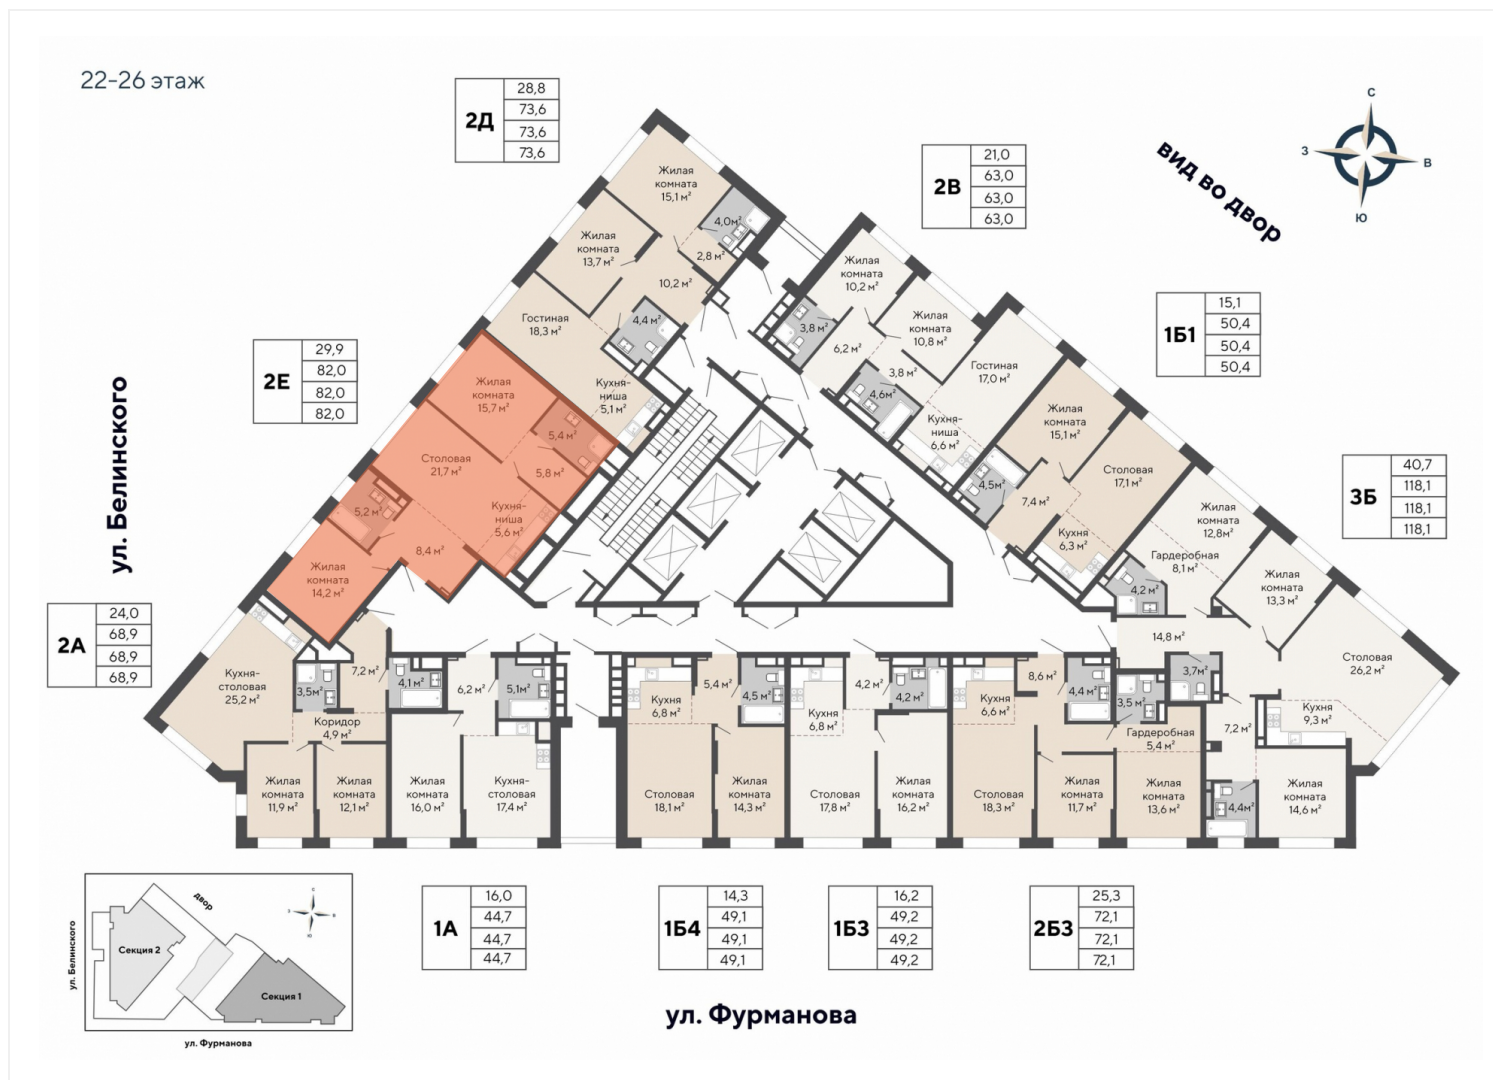 22-26 этаж
2Д
28,8
73,6
73,6
73,6
2В
21,0
63,0
63,0
63,0
С
З
В
Ю
вид во двор
1Б1
15,1
50,4
50,4
50,4
2Е
29,9
82,0
82,0
82,0
ул. Белинского
3Б
40,7
118,1
118,1
118,1
2А
24,0
68,9
68,9
68,9
Жилая
комната
15,1 м²
4,0м²
2,8 м²
Жилая
комната
13,7 м²
10,2 м²
Гостиная
18,3 м²
4,4 м²
Кухня-
ниша
5,1 м²
Жилая
комната
15,7 м²
5,4 м²
5,8 м²
Столовая
21,7 м²
Кухня-
ниша
5,6 м²
5,2 м²
8,4 м²
Жилая
комната
14,2 м²
Жилая
комната
10,2 м²
3,8 м²
6,2 м²
Жилая
комната
10,8 м²
3,8 м²
4,6м²
Гостиная
17,0 м²
Кухня-
ниша
6,6 м²
Жилая
комната
15,1 м²
4,5м²
7,4 м²
Столовая
17,1 м²
Кухня
6,3 м²
Жилая
комната
12,8м²
Гардеробная
8,1 м²
4,2 м²
Жилая
комната
13,3 м²
14,8 м²
Столовая
26,2 м²
3,7м²
3,5 м²
Кухня
9,3 м²
7,2 м²
Гардеробная
5,4 м²
Жилая
комната
13,6 м²
4,4м²
Жилая
комната
14,6 м²
Кухня-
столовая
25,2 м²
3,5м²
7,2 м²
Коридор
4,9 м²
Жилая
комната
11,9 м²
Жилая
комната
12,1 м²
4,1 м²
6,2 м²
5,1м²
Жилая
комната
16,0 м²
Кухня-
столовая
17,4 м²
Кухня
6,8 м²
5,4 м²
4,5 м²
Столовая
18,1 м²
Жилая
комната
14,3 м²
Кухня
6,8 м²
4,2 м²
4,2 м²
Столовая
17,8 м²
Жилая
комната
16,2 м²
Кухня
6,6 м²
8,6 м²
4,4 м²
Столовая
18,3 м²
Жилая
комната
11,7 м²
1А
16,0
44,7
44,7
44,7
1Б4
14,3
49,1
49,1
49,1
1Б3
16,2
49,2
49,2
49,2
2Б3
25,3
72,1
72,1
72,1
ул. Фурманова
двор
ул. Белинского
Секция 2
Секция 1
ул. Фурманова